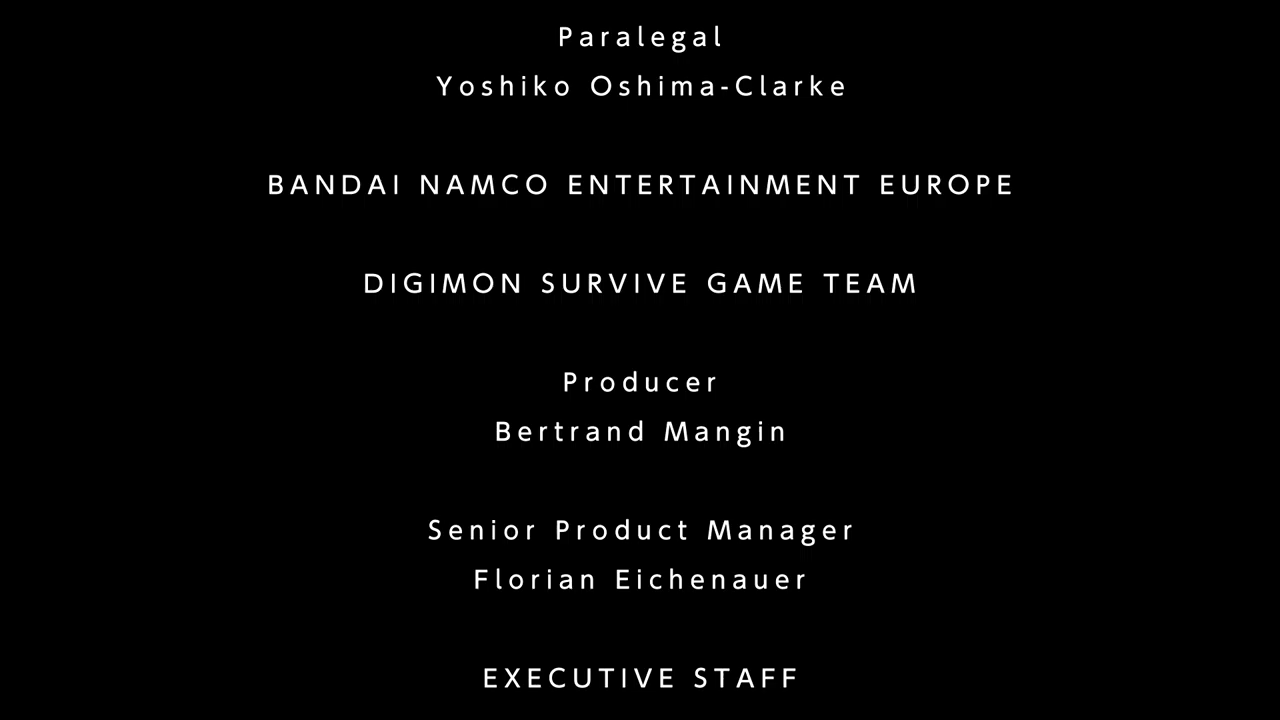 Paralegal
Yoshiko Oshima-Clarke
BANDAI NAMCO ENTERTAINMENT EUROPE
DIGIMON SURVIVE GAME TEAM
Producer
Bertrand Mangin
Senior Product Manager
Florian Eichenauer
EXECUTIVE STAFF